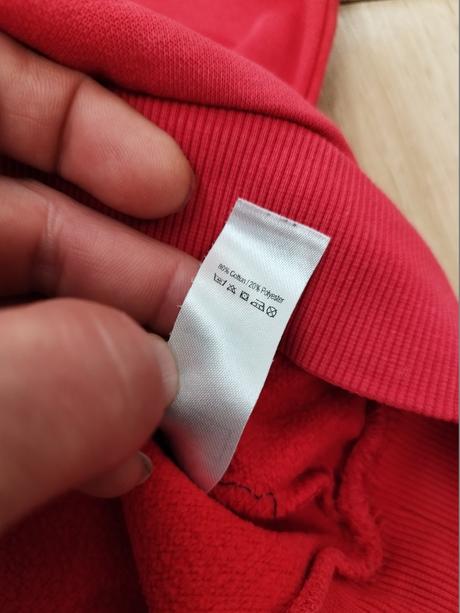 80% Cotton / 20% Polyester